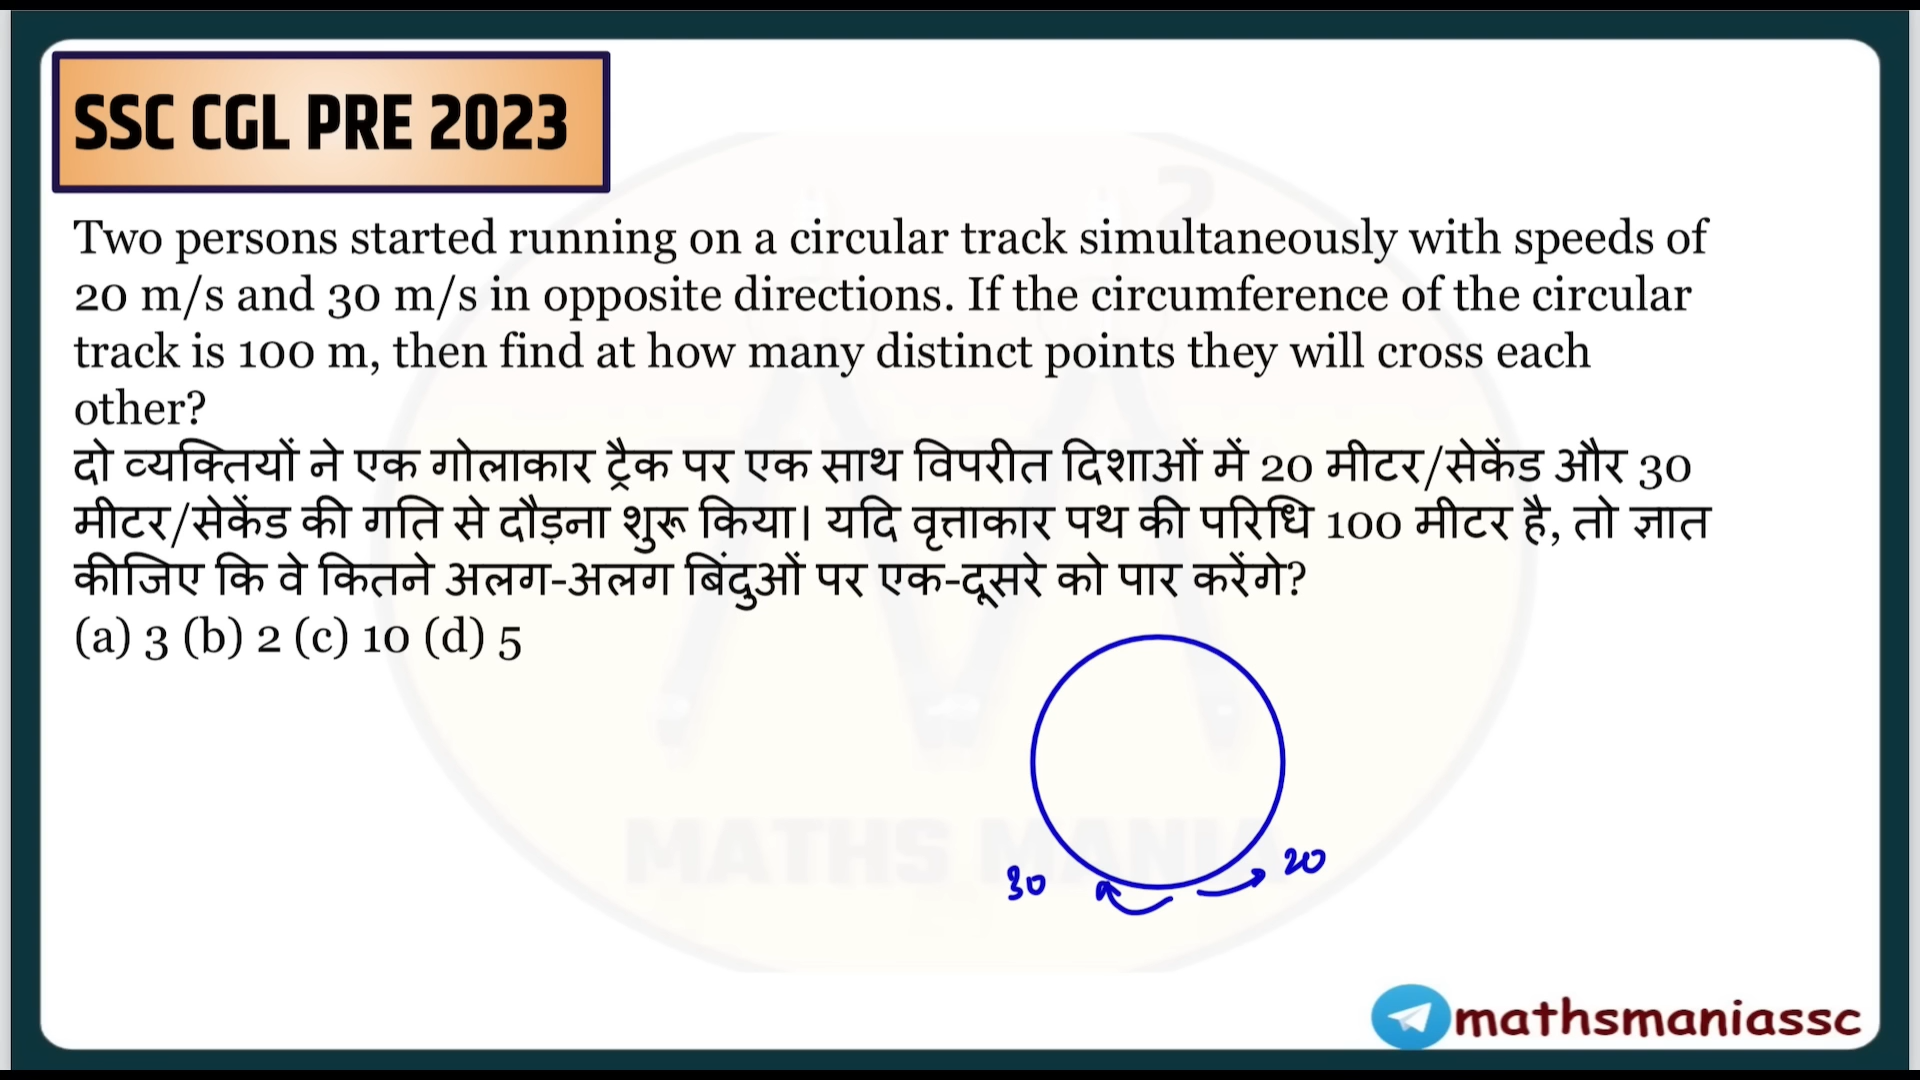 SSC CGL PRE 2023
Two persons started running on a circular track simultaneously with speeds of
20 m/s and 30 m/s in opposite directions. If the circumference of the circular
track is 100 m, then find at how many distinct points they will cross each
other?
दो व्यक्तियों ने एक गोलाकार ट्रैक पर एक साथ विपरीत दिशाओं में 20 मीटर/सेकेंड और 30
मीटर/सेकेंड की गति से दौड़ना शुरू किया। यदि वृत्ताकार पथ की परिधि 100 मीटर है, तो ज्ञात
कीजिए कि वे कितने अलग-अलग बिंदुओं पर एक-दूसरे को पार करेंगे?
(a) 3 (b) 2 (c) 10 (d) 5
20
30
MATHS MANIA
mathsmaniassc